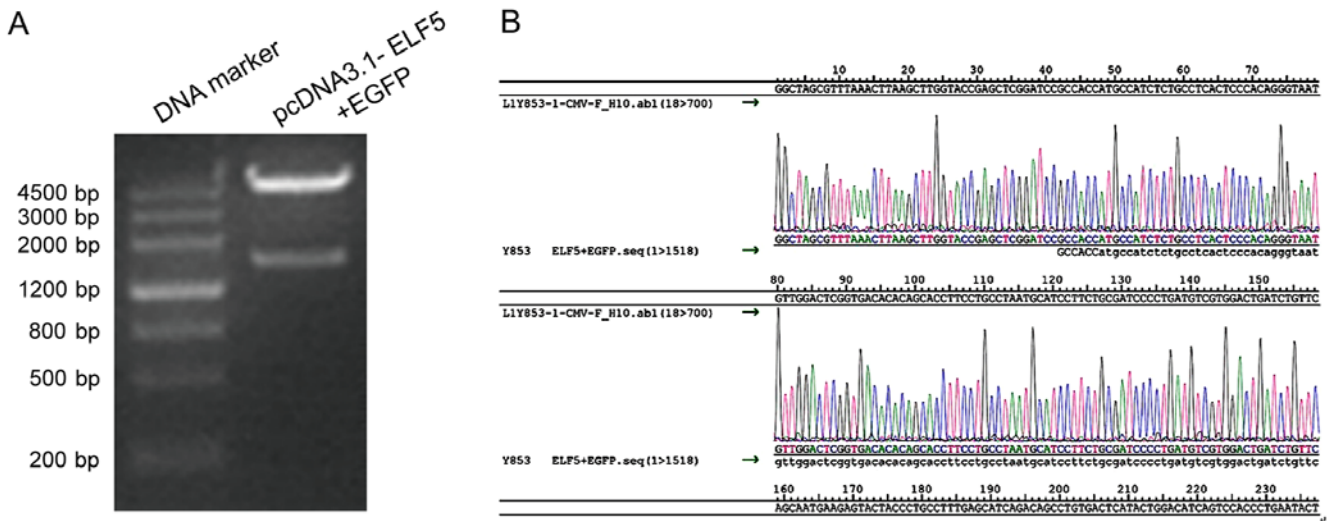 A
DNA marker
pcDNA3.1- ELF5
+EGFP
4500 bp
3000 bp
2000 bp
1200 bp
800 bp
500 bp
200 bp
B
10 20 30 40 50 60 70
GGCTAGCGTTTAAACTTAAGCTTGGTACCGAGCTCGGATCCGCCACCATGCCATCTCTGCCTCACTCCCACAGGGTAAT
L1Y853-1-CMV-F_H10.ab1(18>700) →
GGCTAGCGTTTAAACTTAAGCTTGGTACCGAGCTCGGATCCGCCACCATGCCATCTCTGCCTCACTCCCACAGGGTAAT
Y853 ELF5+EGFP.seq(1>1518) →
GCCACCatgccatctctgcctcactcccacagggtaat
80 90 100 110 120 130 140 150
GTTGGACTCGGTGACACACAGCACCTTCCTGCCTAATGCATCCTTCTGCGATCCCCTGATGTCGTGGACTGATCTGTTC
L1Y853-1-CMV-F_H10.ab1(18>700) →
GTTGGACTCGGTGACACACAGCACCTTCCTGCCTAATGCATCCTTCTGCGATCCCCTGATGTCGTGGACTGATCTGTTC
Y853 ELF5+EGFP.seq(1>1518) →
gttggactcggtgacacacagcaccttcctgcctaatgcatccttctgcgatcccctgatgtcgtggactgatctgttc
160 170 180 190 200 210 220 230
AGCAATGAAGAGTACTACCCTGCCTTTGAGCATCAGACAGCCTGTGACTCATACTGGACATCAGTCCACCCTGAATACT